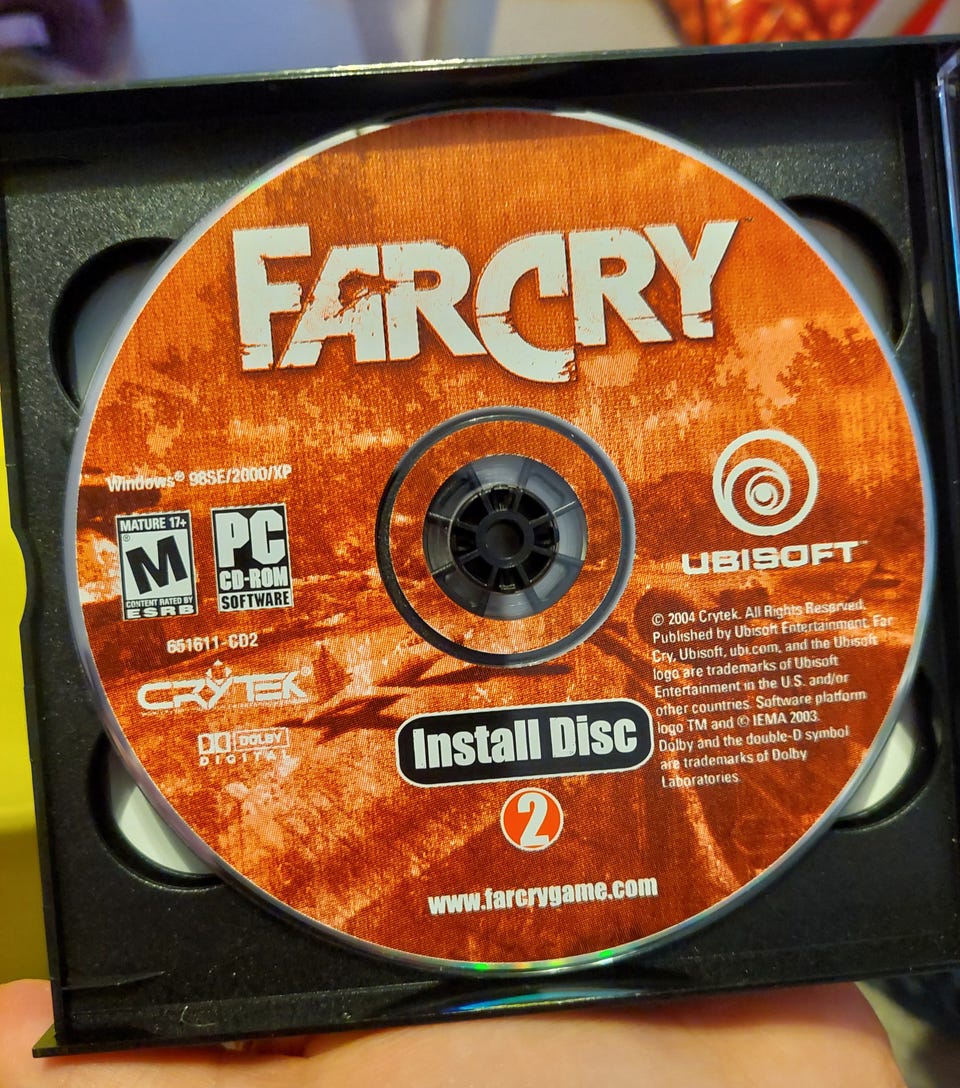 FARCRY
Windows® 98SE/2000/XP
MATURE 17+
M
®
CONTENT RATED BY
ESRB
PC
CD-ROM
SOFTWARE
651611-CD2
CRYTEK®
DOLBY
DIGITAL
UBISOFT™
© 2004 Crytek. All Rights Reserved.
Published by Ubisoft Entertainment. Far
Cry, Ubisoft, ubi.com, and the Ubisoft
logo are trademarks of Ubisoft
Entertainment in the U.S. and/or
other countries. Software platform
logo TM and © IEMA 2003.
Dolby and the double-D symbol
are trademarks of Dolby
Laboratories.
Install Disc
2
www.farcrygame.com